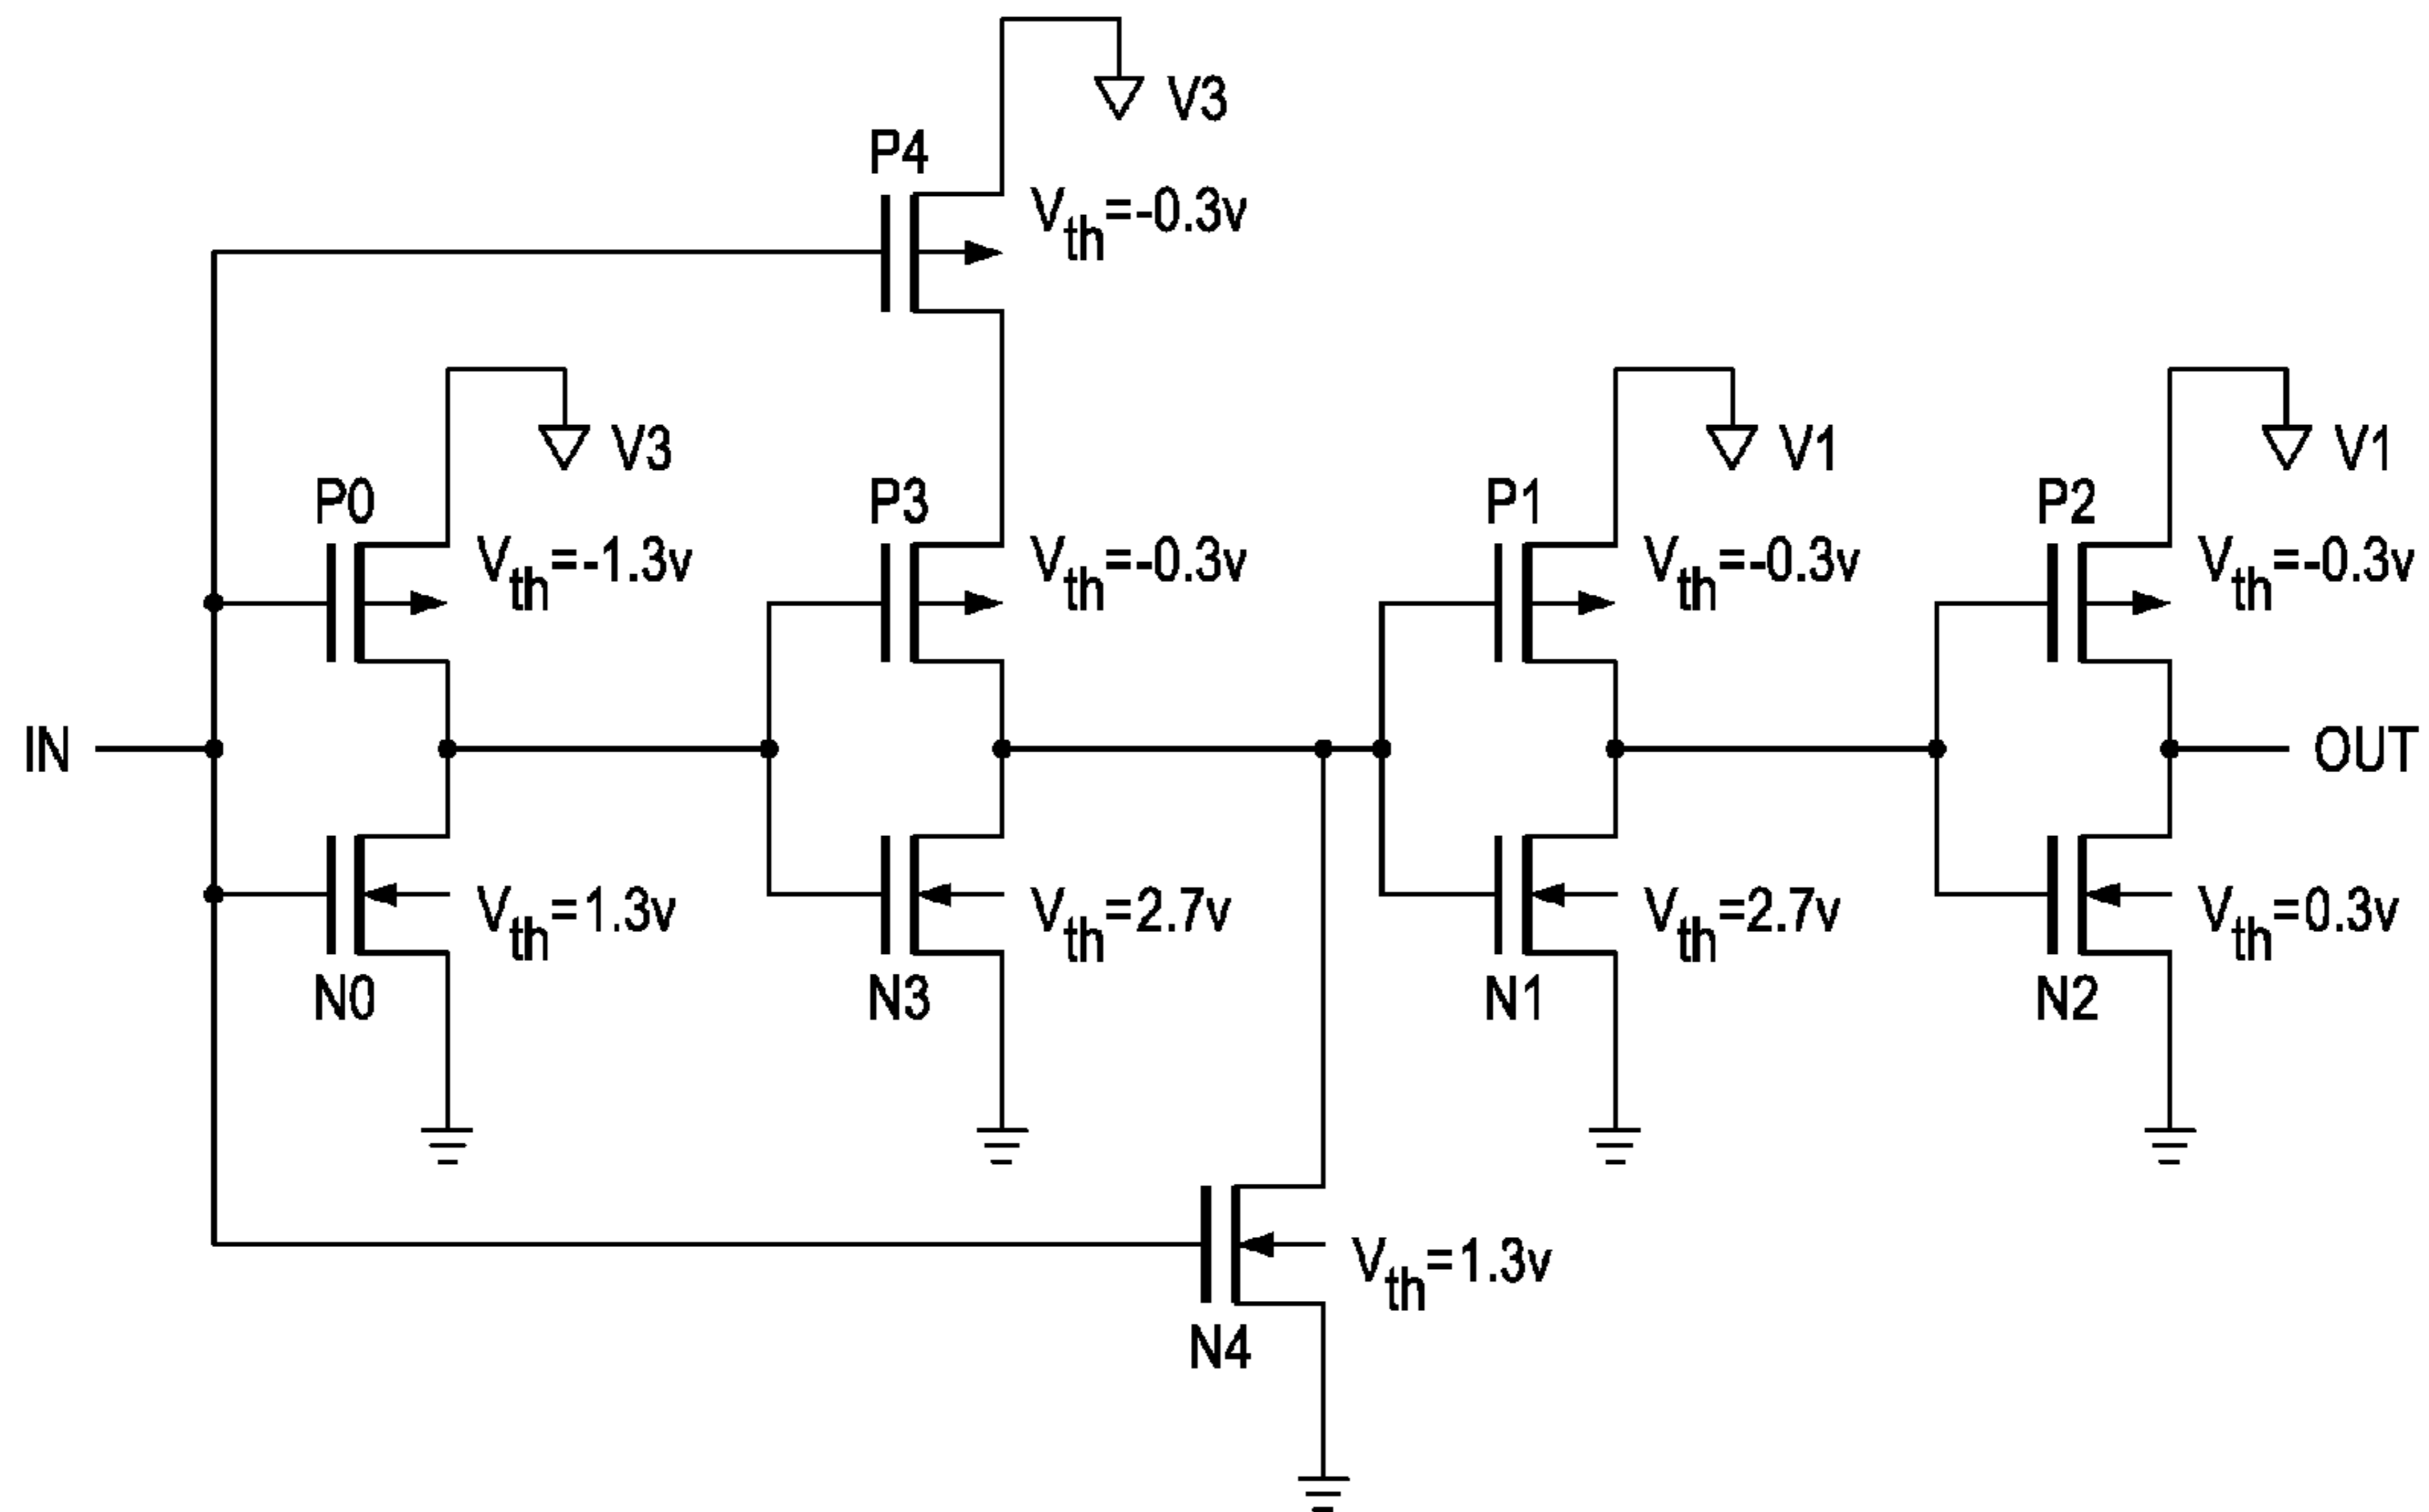 V3
P4
Vth=-0.3v
V3
V1
V1
P0
P3
P1
P2
Vth=-1.3v
Vth=-0.3v
Vth=-0.3v
Vth=-0.3v
IN
OUT
Vth=1.3v
Vth=2.7v
Vth=2.7v
Vth=0.3v
N0
N3
N1
N2
Vth=1.3v
N4